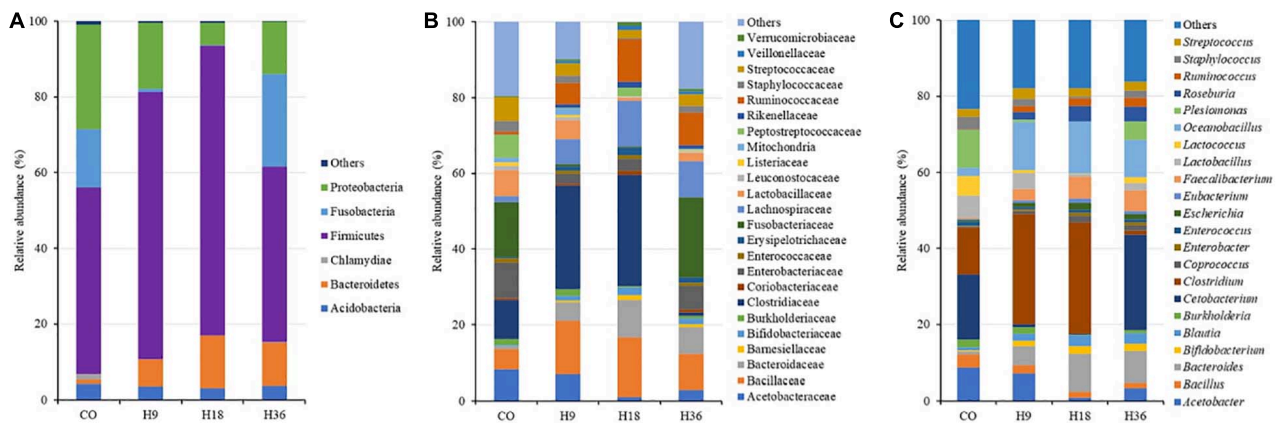 A
100
80
60
40
20
0
Relative abundance (%)
CO H9 H18 H36
Others
Proteobacteria
Fusobacteria
Firmicutes
Chlamydiae
Bacteroidetes
Acidobacteria
B
100
80
60
40
20
0
Relative abundance (%)
CO H9 H18 H36
Others
Verrucomicrobiaceae
Veillonellaceae
Streptococcaceae
Staphylococcaceae
Ruminococcaceae
Rikenellaceae
Peptostreptococcaceae
Mitochondria
Listeriaceae
Leuconostocaceae
Lactobacillaceae
Lachnospiraceae
Fusobacteriaceae
Erysipelotrichaceae
Enterococcaceae
Enterobacteriaceae
Coriobacteriaceae
Clostridiaceae
Burkholderiaceae
Bifidobacteriaceae
Barnesiellaceae
Bacteroidaceae
Bacillaceae
Acetobacteraceae
C
100
80
60
40
20
0
Relative abundance (%)
CO H9 H18 H36
Others
Streptococcus
Staphylococcus
Ruminococcus
Roseburia
Plesiomonas
Oceanobacillus
Lactococcus
Lactobacillus
Faecalibacterium
Eubacterium
Escherichia
Enterococcus
Enterobacter
Coprococcus
Clostridium
Cetobacterium
Burkholderia
Blautia
Bifidobacterium
Bacteroides
Bacillus
Acetobacter